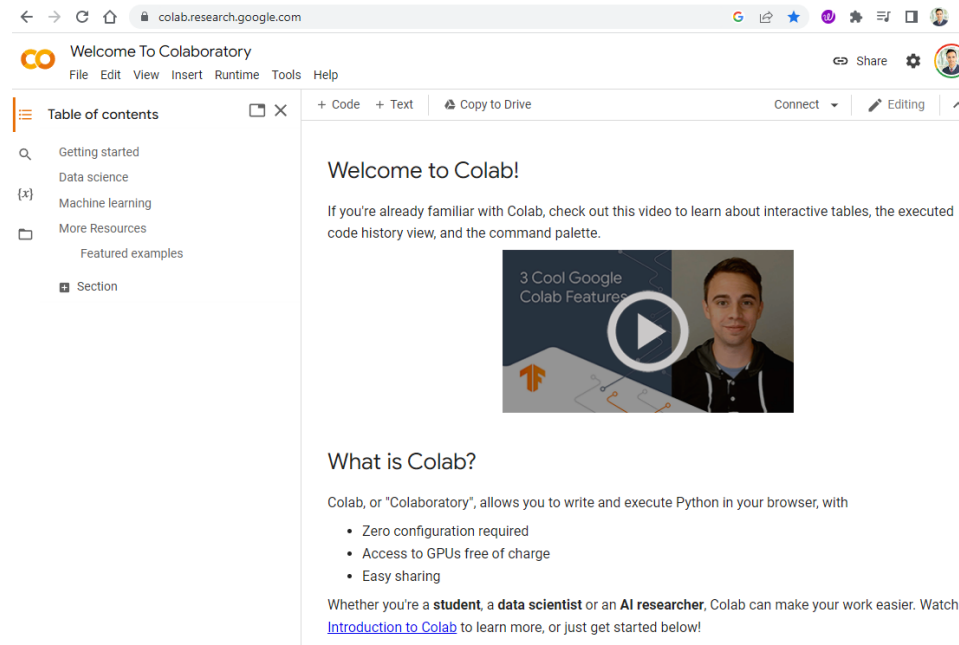 colab.research.google.com
Welcome To Colaboratory
File Edit View Insert Runtime Tools Help
Share
Table of contents
+ Code + Text Copy to Drive
Connect Editing
Getting started
Data science
Machine learning
More Resources
Featured examples
Section
Welcome to Colab!
If you're already familiar with Colab, check out this video to learn about interactive tables, the executed
code history view, and the command palette.
3 Cool Google
Colab Features
What is Colab?
Colab, or "Colaboratory", allows you to write and execute Python in your browser, with
• Zero configuration required
• Access to GPUs free of charge
• Easy sharing
Whether you're a student, a data scientist or an AI researcher, Colab can make your work easier. Watch
Introduction to Colab to learn more, or just get started below!